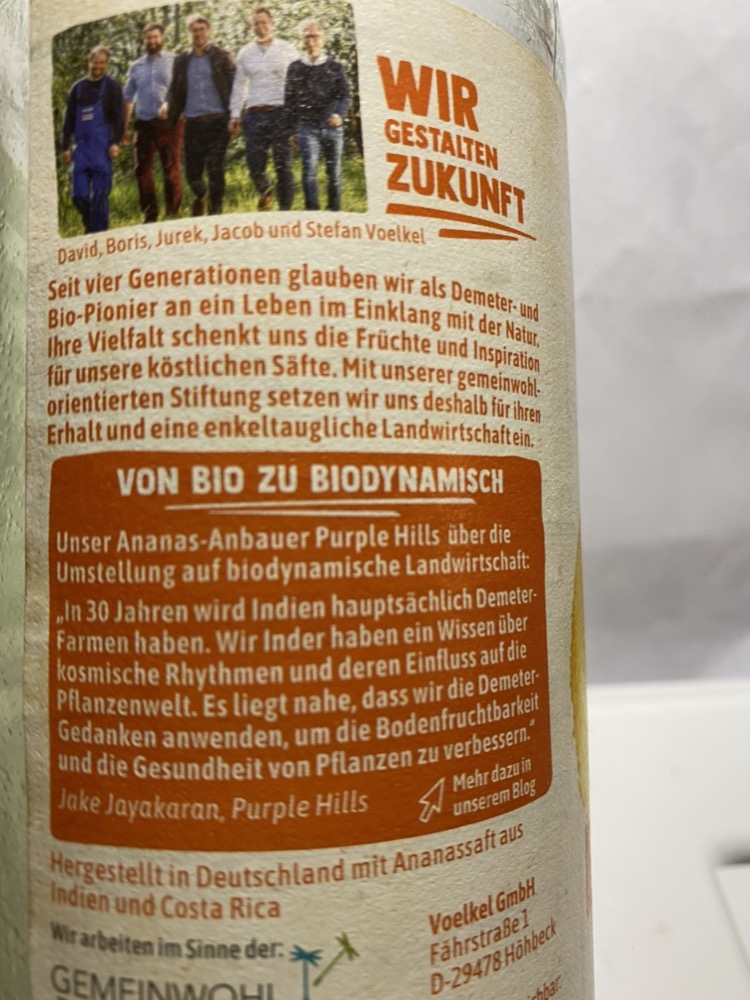 WIR
GESTALTEN
ZUKUNFT
David, Boris, Jurek, Jacob und Stefan Voelkel
Seit vier Generationen glauben wir als Demeter- und
Bio-Pionier an ein Leben im Einklang mit der Natur.
Ihre Vielfalt schenkt uns die Früchte und Inspiration
für unsere köstlichen Säfte. Mit unserer gemeinwohl-
orientierten Stiftung setzen wir uns deshalb für ihren
Erhalt und eine enkeltaugliche Landwirtschaft ein.
VON BIO ZU BIODYNAMISCH
Unser Ananas-Anbauer Purple Hills über die
Umstellung auf biodynamische Landwirtschaft:
„In 30 Jahren wird Indien hauptsächlich Demeter-
Farmen haben. Wir Inder haben ein Wissen über
kosmische Rhythmen und deren Einfluss auf die
Pflanzenwelt. Es liegt nahe, dass wir die Demeter-
Gedanken anwenden, um die Bodenfruchtbarkeit
und die Gesundheit von Pflanzen zu verbessern."
Jake Jayakaran, Purple Hills
Mehr dazu in
unserem Blog
Hergestellt in Deutschland mit Ananassaft aus
Indien und Costa Rica
Wir arbeiten im Sinne der:
GEMEINWOHL
Voelkel GmbH
Fährstraße 1
D-29478 Höhbeck